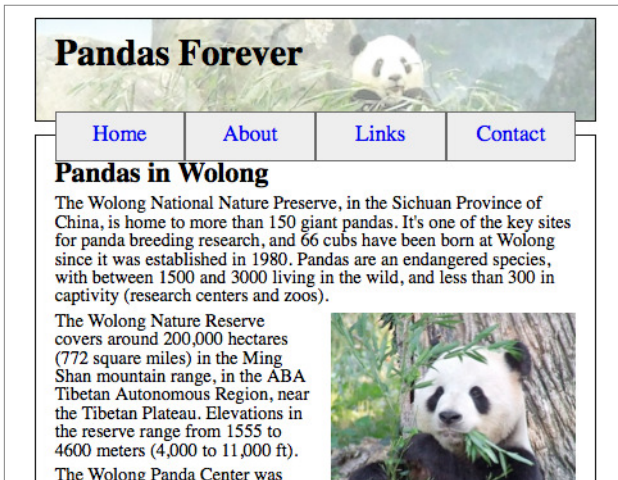 Pandas Forever
Home About Links Contact
Pandas in Wolong
The Wolong National Nature Preserve, in the Sichuan Province of
China, is home to more than 150 giant pandas. It's one of the key sites
for panda breeding research, and 66 cubs have been born at Wolong
since it was established in 1980. Pandas are an endangered species,
with between 1500 and 3000 living in the wild, and less than 300 in
captivity (research centers and zoos).
The Wolong Nature Reserve
covers around 200,000 hectares
(772 square miles) in the Ming
Shan mountain range, in the ABA
Tibetan Autonomous Region, near
the Tibetan Plateau. Elevations in
the reserve range from 1555 to
4600 meters (4,000 to 11,000 ft).
The Wolong Panda Center was